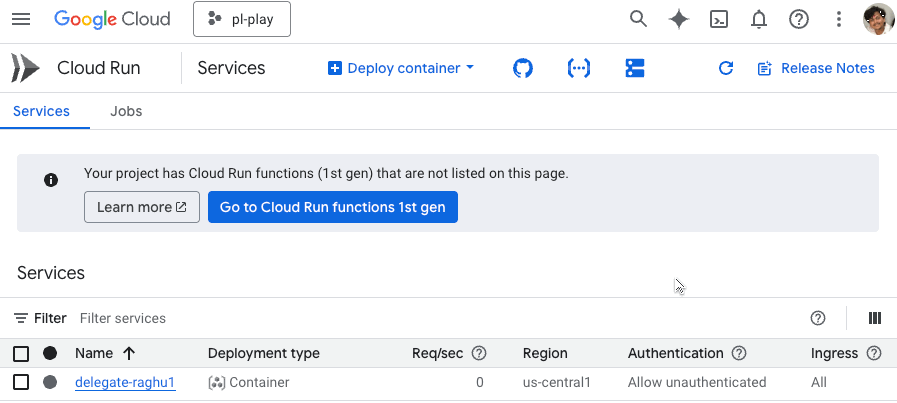 Google Cloud pl-play
Cloud Run Services Deploy container Release Notes
Services Jobs
Your project has Cloud Run functions (1st gen) that are not listed on this page.
Learn more Go to Cloud Run functions 1st gen
Services
Filter Filter services
Name Deployment type Req/sec Region Authentication Ingress
delegate-raghu1 Container 0 us-central1 Allow unauthenticated All